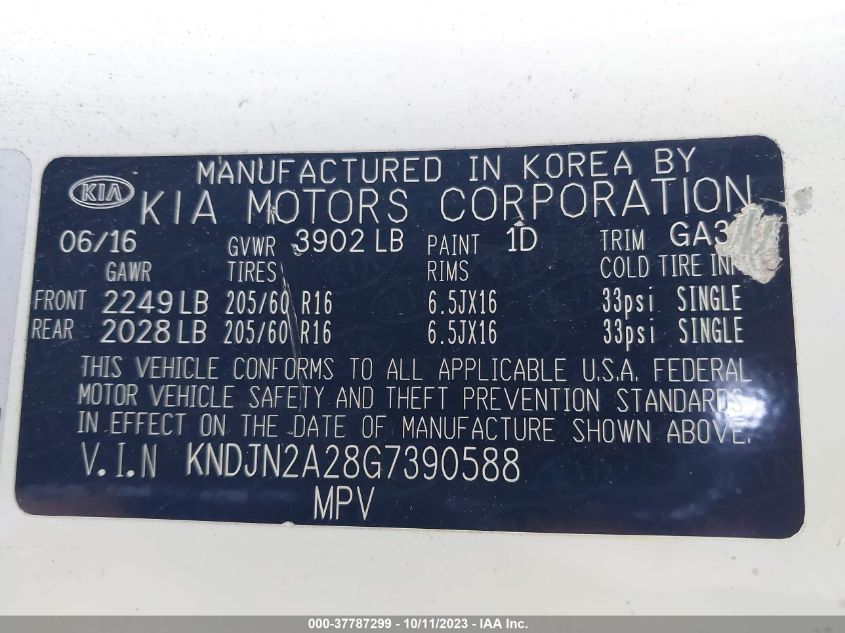 MANUFACTURED IN KOREA BY
KIA KIA MOTORS CORPORATION
06/16 GVWR 3902 LB PAINT 1D TRIM
GAWR TIRES RIMS COLD TIRE
FRONT 2249 LB 205/60 R16 6.5JX16 33psi SINGLE
REAR 2028 LB 205/60 R16 6.5JX16 33psi SINGLE
THIS VEHICLE CONFORMS TO ALL APPLICABLE U.S.A. FEDERAL
MOTOR VEHICLE SAFETY AND THEFT PREVENTION STANDARDS
IN EFFECT ON THE DATE OF MANUFACTURE SHOWN ABOVE.
V.I.N KNDJN2A28G7390588
MPV
000-37787299 - 10/11/2023 - IAA Inc.